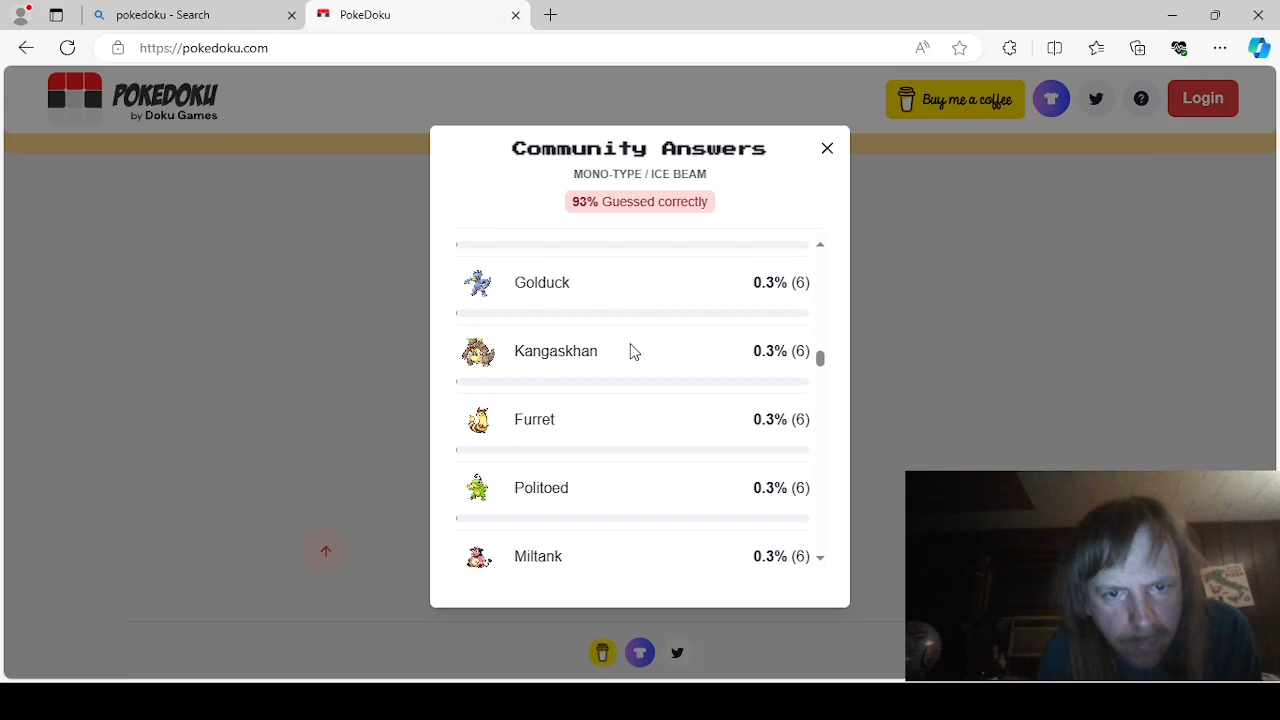 pokedoku - Search
PokeDoku
https://pokedoku.com
POKEDOKU
by Doku Games
Buy me a coffee
Login
Community Answers
MONO-TYPE / ICE BEAM
93% Guessed correctly
Golduck 0.3% (6)
Kangaskhan 0.3% (6)
Furret 0.3% (6)
Politoed 0.3% (6)
Miltank 0.3% (6)